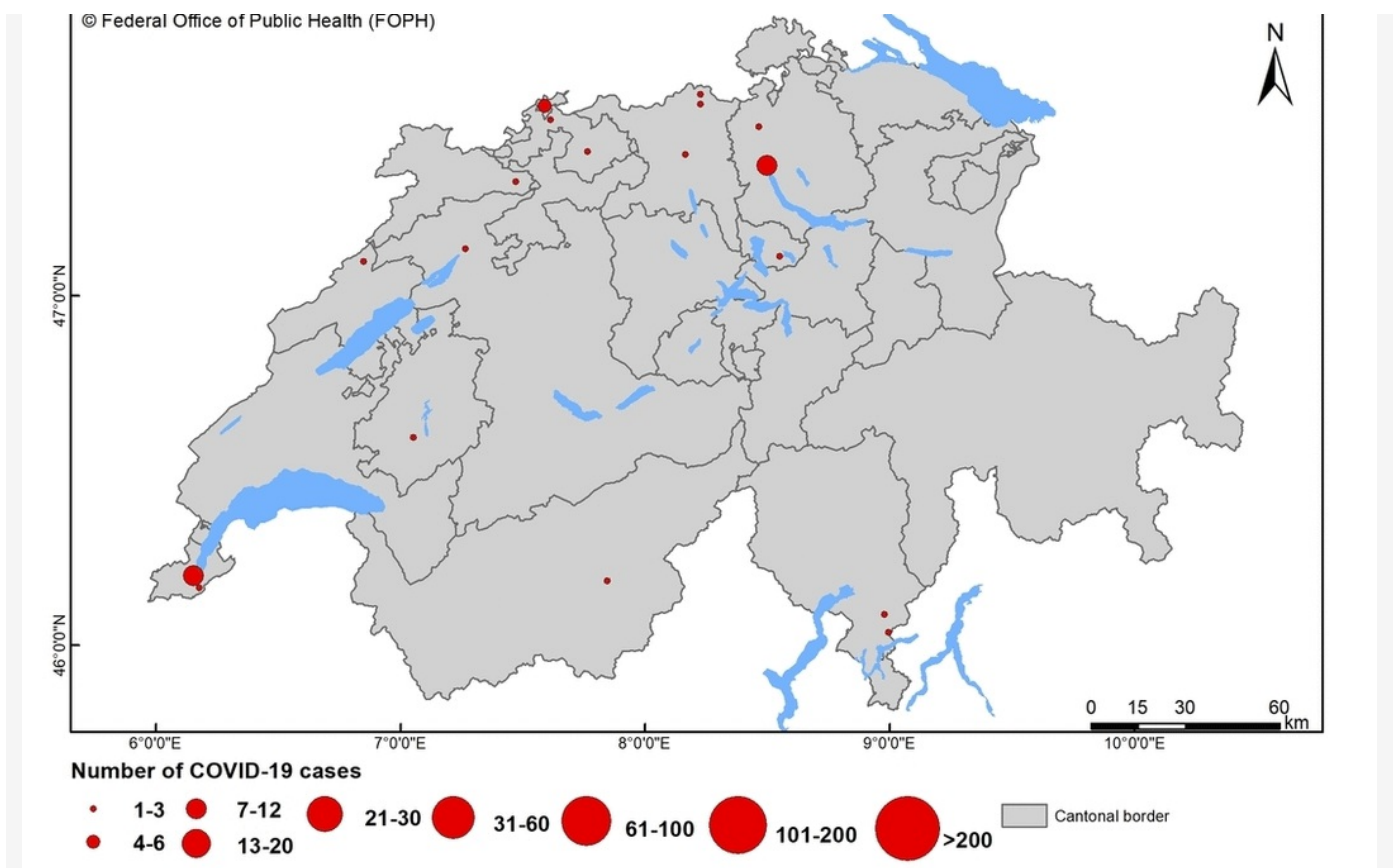 © Federal Office of Public Health (FOPH)
N
47°0'0"N
46°0'0"N
0 15 30 60
km
6°0'0"E 7°0'0"E 8°0'0"E 9°0'0"E 10°0'0"E
Number of COVID-19 cases
1-3 7-12 21-30 31-60 61-100 101-200 >200 Cantonal border
4-6 13-20